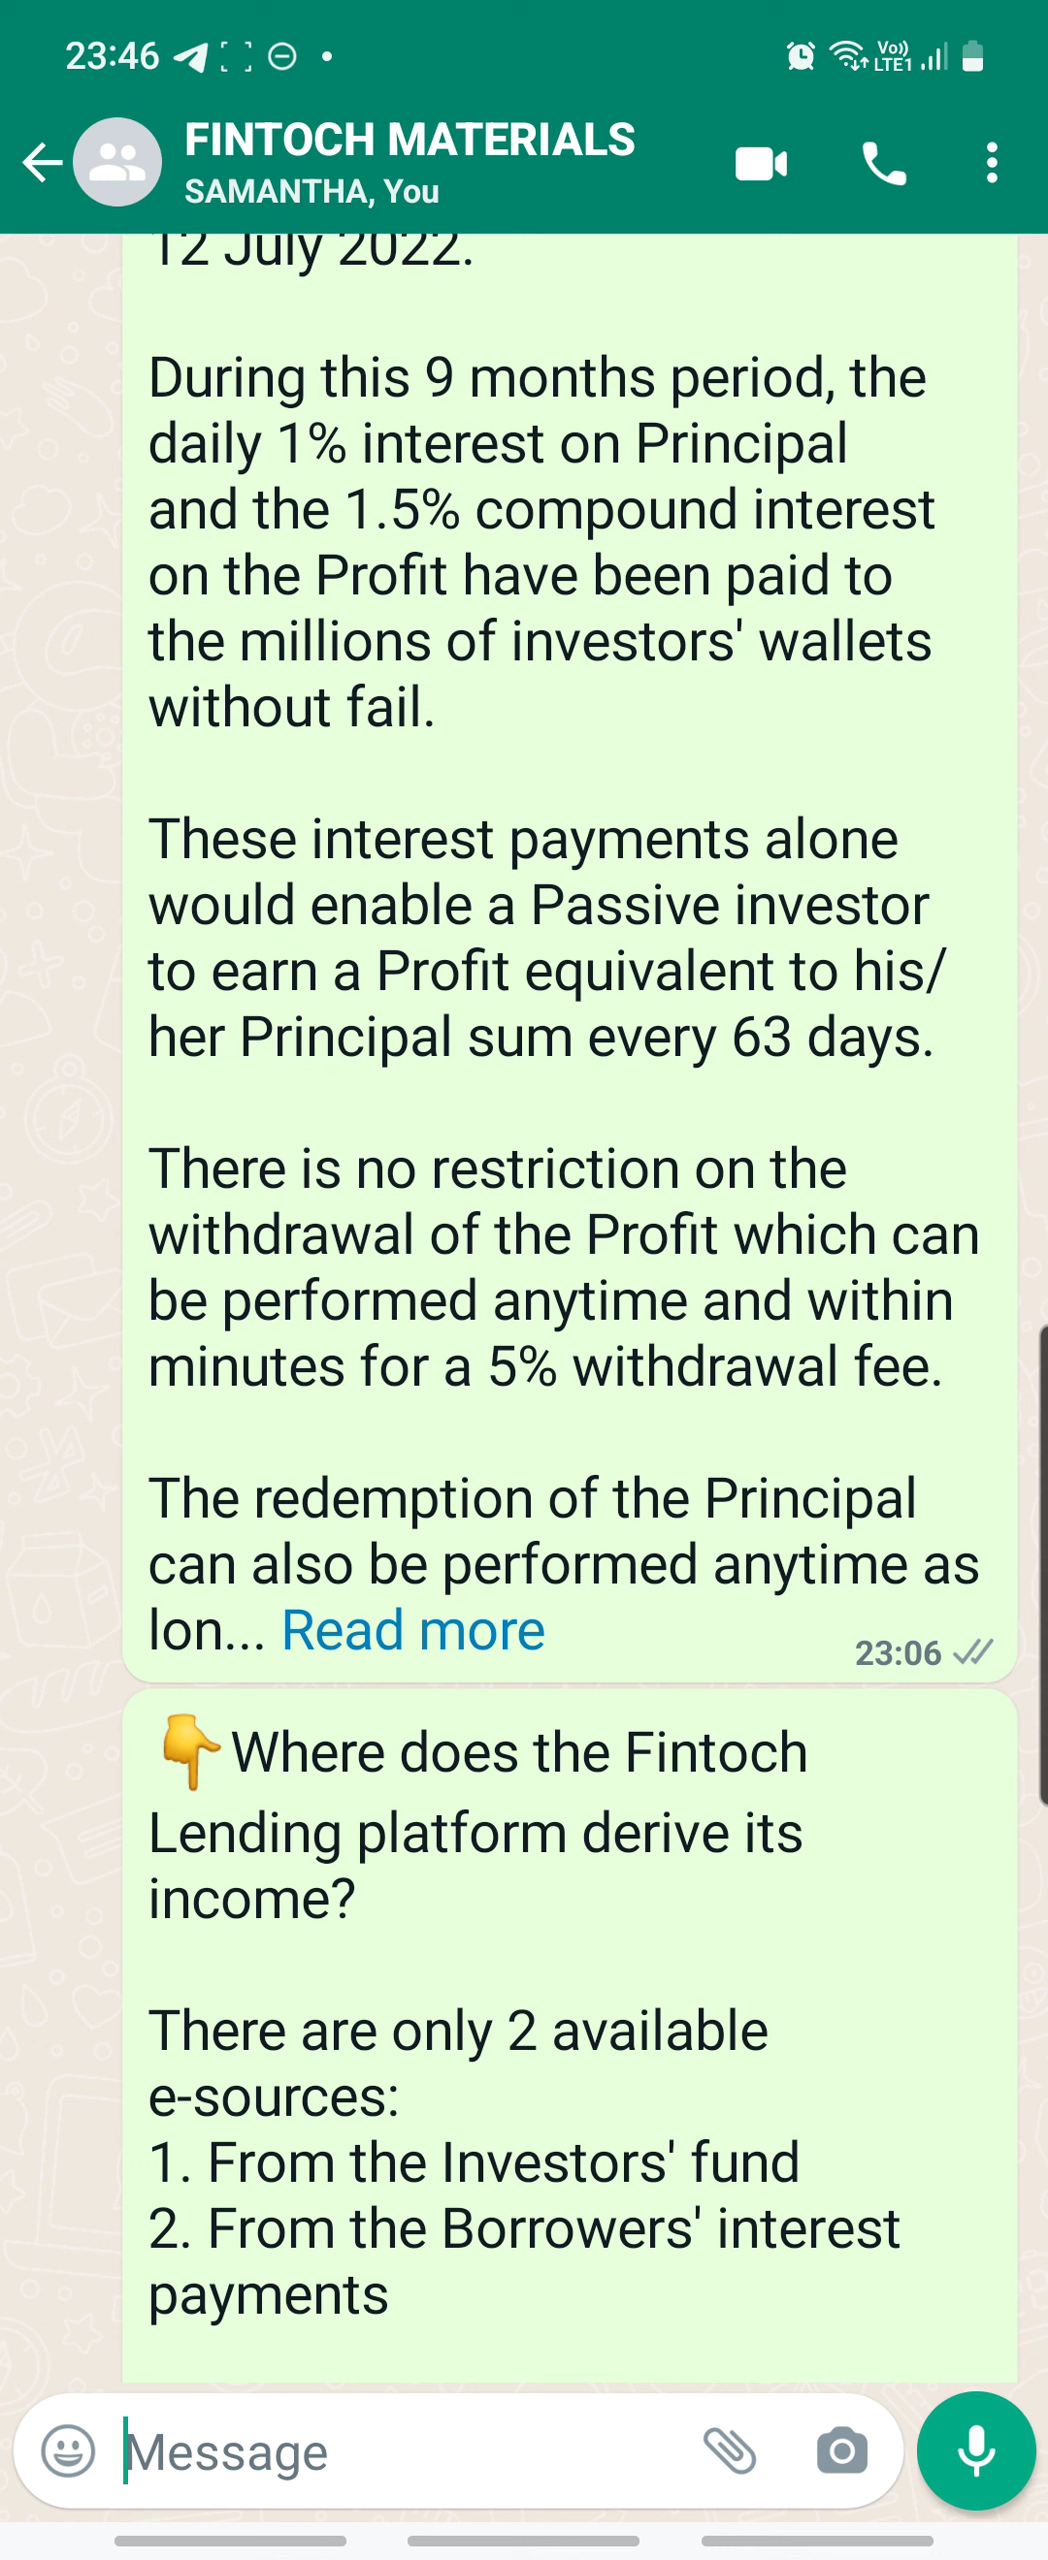 23:46
Vo))
LTE1
FINTOCH MATERIALS
SAMANTHA, You
12 July 2022.
During this 9 months period, the
daily 1% interest on Principal
and the 1.5% compound interest
on the Profit have been paid to
the millions of investors' wallets
without fail.
These interest payments alone
would enable a Passive investor
to earn a Profit equivalent to his/
her Principal sum every 63 days.
There is no restriction on the
withdrawal of the Profit which can
be performed anytime and within
minutes for a 5% withdrawal fee.
The redemption of the Principal
can also be performed anytime as
lon... Read more
23:06
👇Where does the Fintoch
Lending platform derive its
income?
There are only 2 available
e-sources:
1. From the Investors' fund
2. From the Borrowers' interest
payments
Message